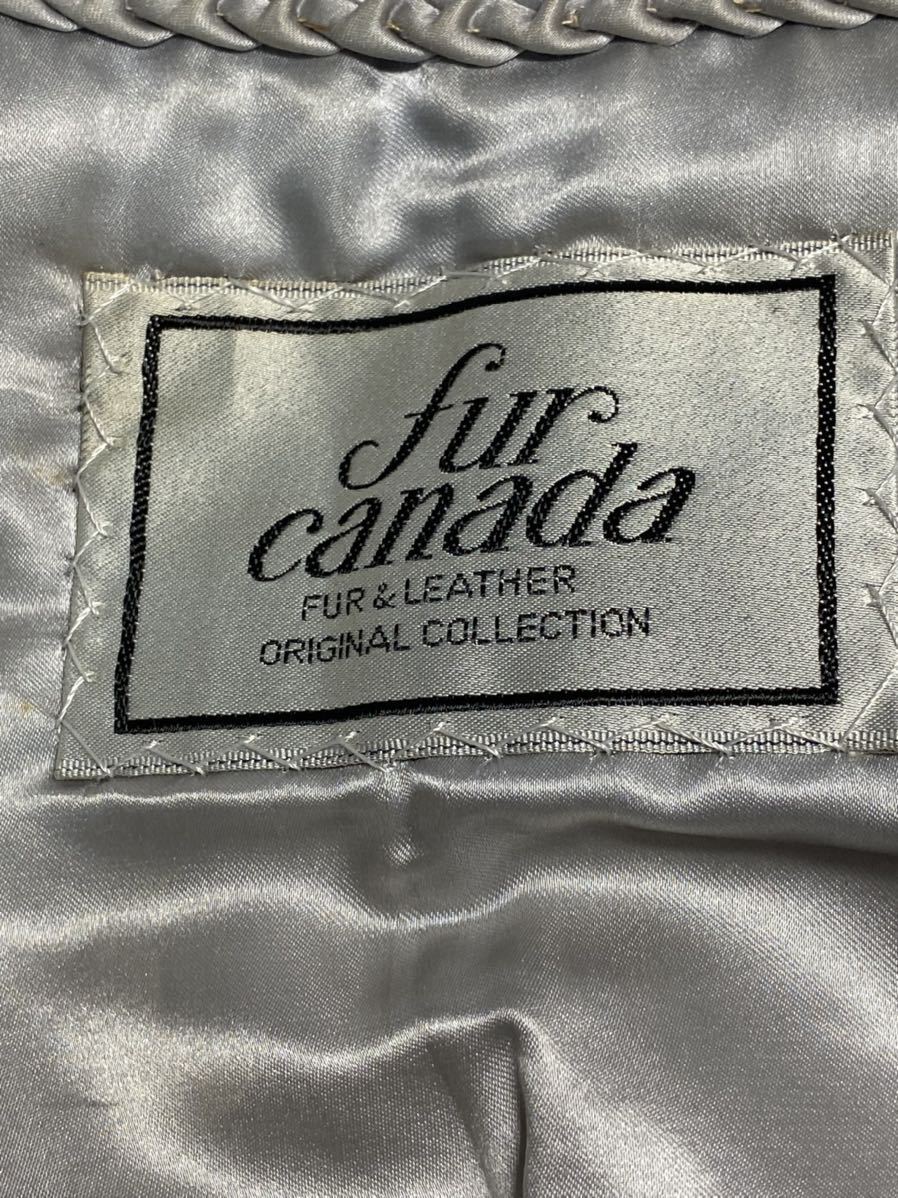 fur
canada
FUR & LEATHER
ORIGINAL COLLECTION